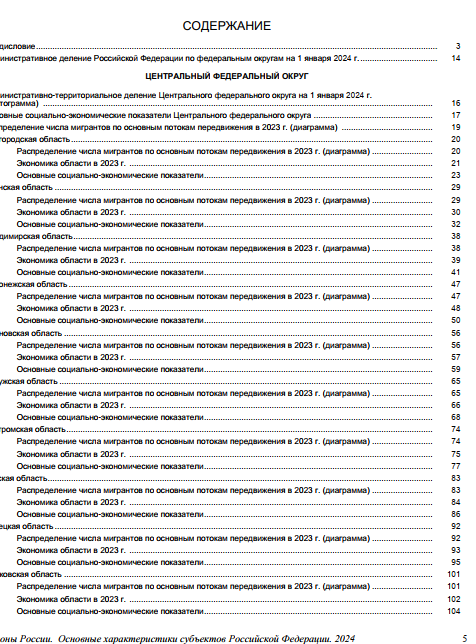 СОДЕРЖАНИЕ
дисловие 3
инистративное деление Российской Федерации по федеральным округам на 1 января 2024 г. 14
ЦЕНТРАЛЬНЫЙ ФЕДЕРАЛЬНЫЙ ОКРУГ
инистративно-территориальное деление Центрального федерального округа на 1 января 2024 г.
тограмма) 16
овные социально-экономические показатели Центрального федерального округа 17
пределение числа мигрантов по основным потокам передвижения в 2023 г. (диаграмма) 19
городская область 20
Распределение числа мигрантов по основным потокам передвижения в 2023 г. (диаграмма) 20
Экономика области в 2023 г. 21
Основные социально-экономические показатели 23
нская область 29
Распределение числа мигрантов по основным потокам передвижения в 2023 г. (диаграмма) 29
Экономика области в 2023 г. 30
Основные социально-экономические показатели 32
димирская область 38
Распределение числа мигрантов по основным потокам передвижения в 2023 г. (диаграмма) 38
Экономика области в 2023 г. 39
Основные социально-экономические показатели 41
онежская область 47
Распределение числа мигрантов по основным потокам передвижения в 2023 г. (диаграмма) 47
Экономика области в 2023 г. 48
Основные социально-экономические показатели 50
новская область 56
Распределение числа мигрантов по основным потокам передвижения в 2023 г. (диаграмма) 56
Экономика области в 2023 г. 57
Основные социально-экономические показатели 59
ужская область 65
Распределение числа мигрантов по основным потокам передвижения в 2023 г. (диаграмма) 65
Экономика области в 2023 г. 66
Основные социально-экономические показатели 68
тромская область 74
Распределение числа мигрантов по основным потокам передвижения в 2023 г. (диаграмма) 74
Экономика области в 2023 г. 75
Основные социально-экономические показатели 77
ская область 83
Распределение числа мигрантов по основным потокам передвижения в 2023 г. (диаграмма) 83
Экономика области в 2023 г. 84
Основные социально-экономические показатели 86
ецкая область 92
Распределение числа мигрантов по основным потокам передвижения в 2023 г. (диаграмма) 92
Экономика области в 2023 г. 93
Основные социально-экономические показатели 95
ковская область 101
Распределение числа мигрантов по основным потокам передвижения в 2023 г. (диаграмма) 101
Экономика области в 2023 г. 102
Основные социально-экономические показатели 104
оны России. Основные характеристики субъектов Российской Федерации. 2024 5